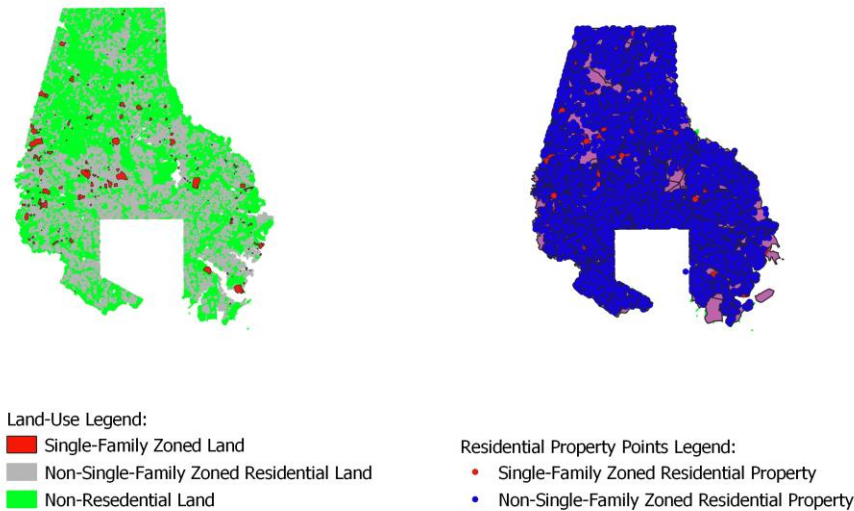 Land-Use Legend:
Single-Family Zoned Land
Non-Single-Family Zoned Residential Land
Non-Resedential Land
Residential Property Points Legend:
Single-Family Zoned Residential Property
Non-Single-Family Zoned Residential Property